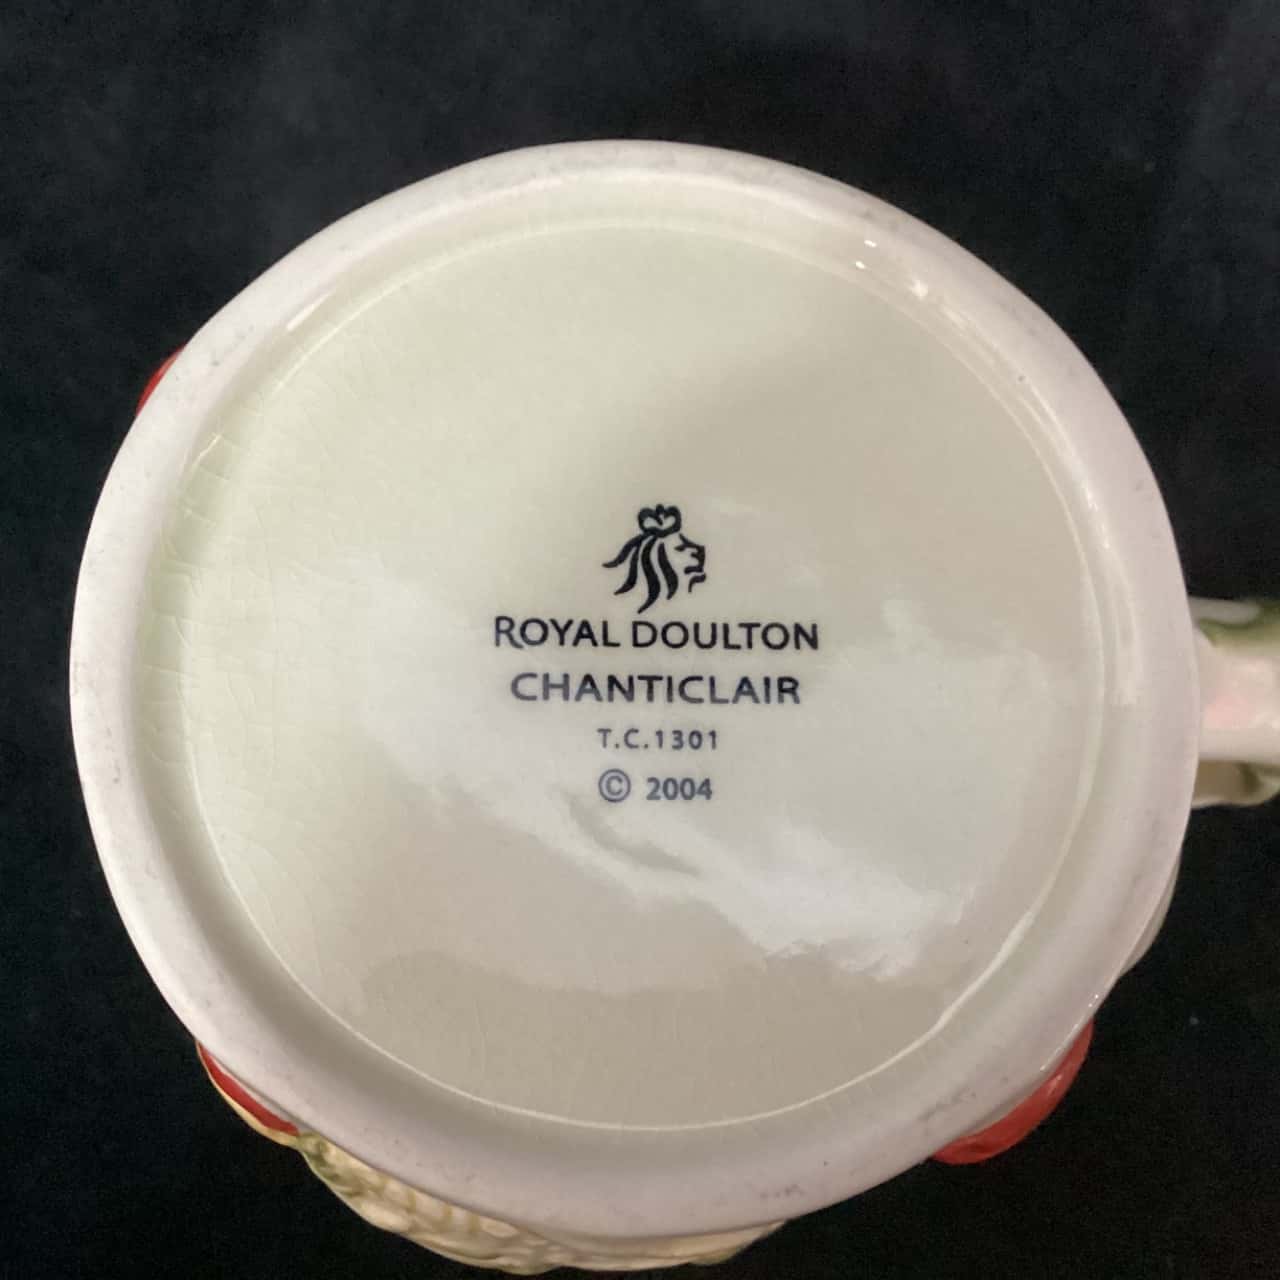 ROYAL DOULTON
CHANTICLAIR
T.C.1301
© 2004